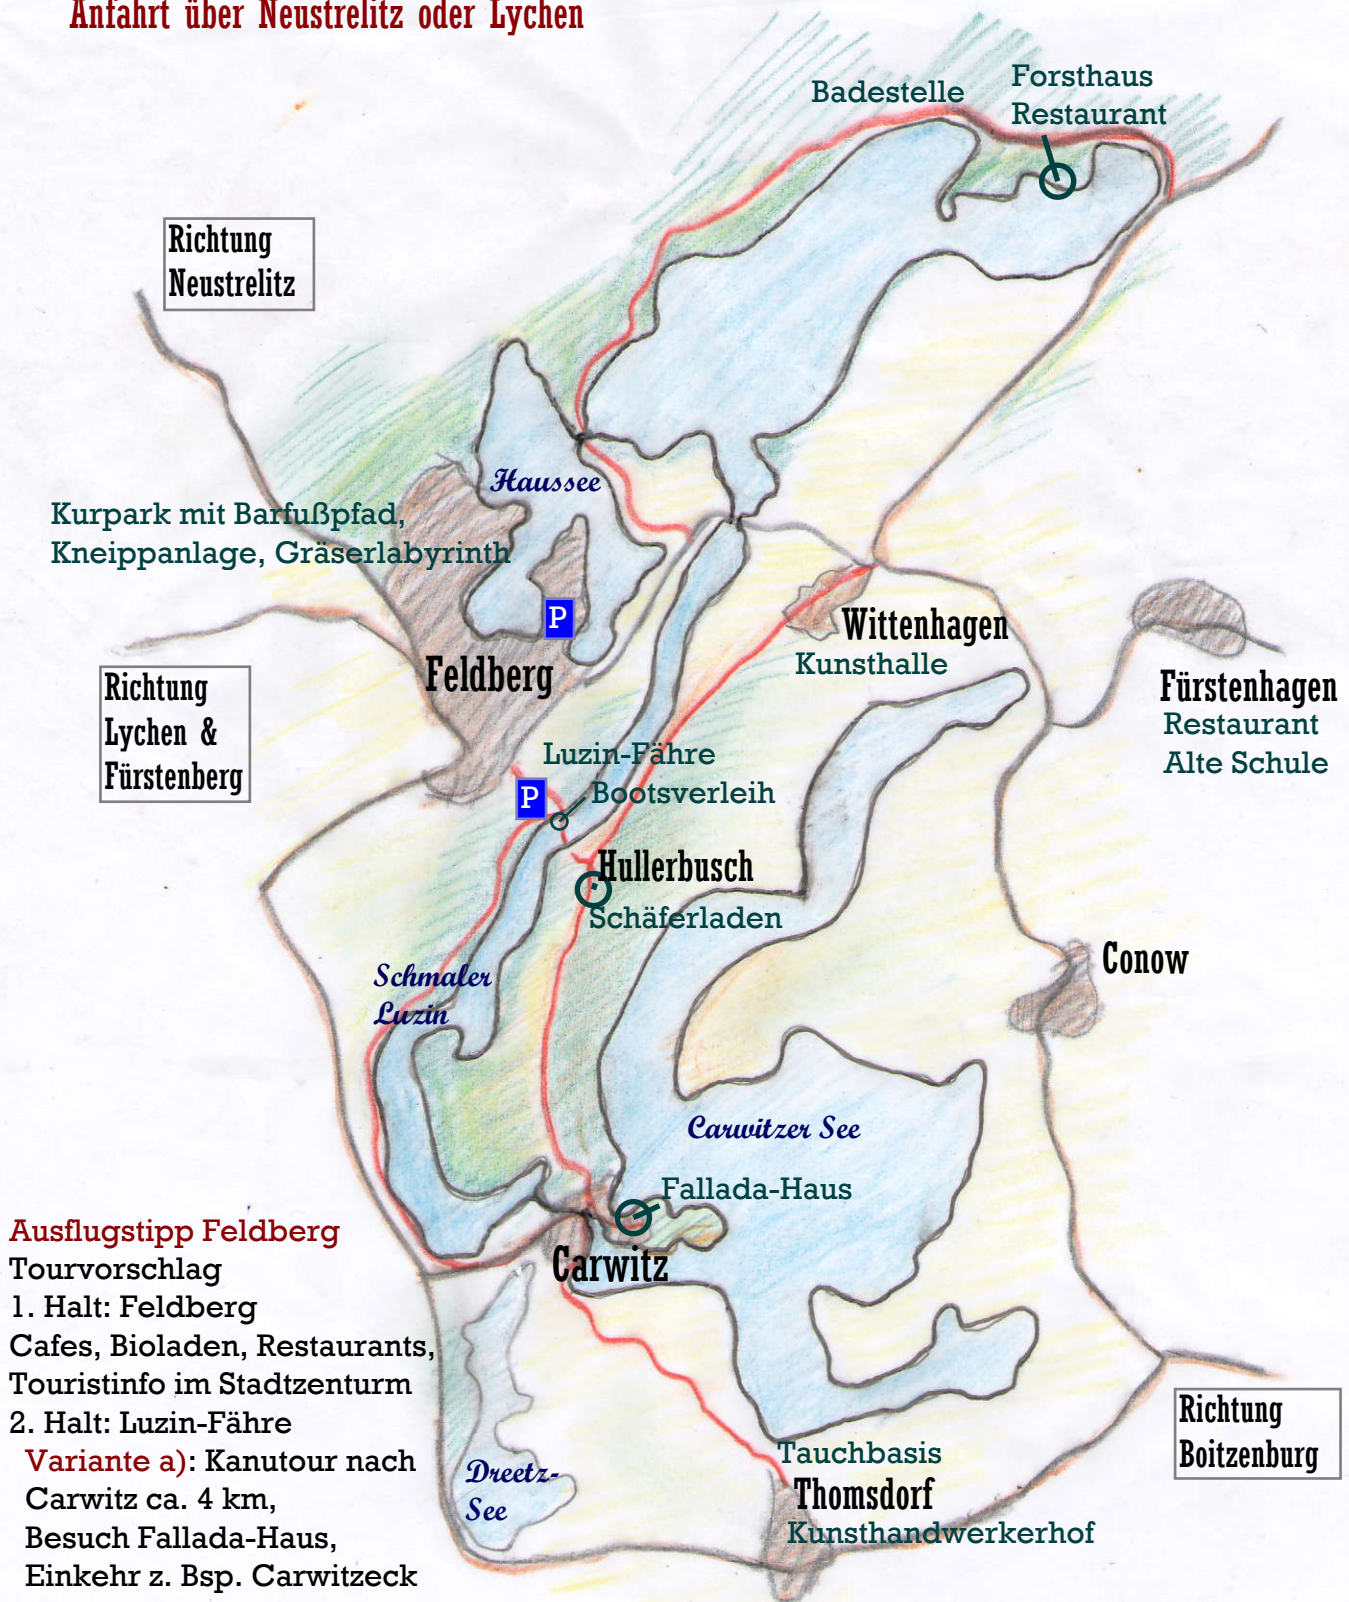 Anfahrt über Neustrelitz oder Lychen
Badestelle
Forsthaus
Restaurant
Richtung
Neustrelitz
Haussee
Kurpark mit Barfußpfad,
Kneippanlage, Gräserlabyrinth
P
Wittenhagen
Kunsthalle
Feldberg
Fürstenhagen
Restaurant
Alte Schule
Richtung
Lychen &
Fürstenberg
Luzin-Fähre
Bootsverleih
P
Hullerbusch
Schäferladen
Schmaler
Luzin
Conow
Carwitzer See
Fallada-Haus
Carwitz
Ausflugstipp Feldberg
Tourvorschlag
1. Halt: Feldberg
Cafes, Bioladen, Restaurants,
Touristinfo im Stadtzenturm
2. Halt: Luzin-Fähre
Variante a): Kanutour nach
Carwitz ca. 4 km,
Besuch Fallada-Haus,
Einkehr z. Bsp. Carwitzeck
Dreetz-
See
Richtung
Boitzenburg
Tauchbasis
Thomsdorf
Kunsthandwerkerhof